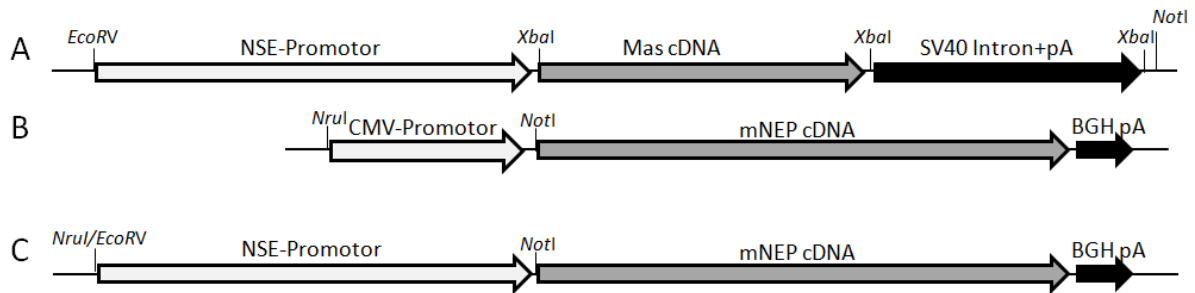 NotI
EcoRV NSE-Promotor XbaI Mas cDNA XbaI SV40 Intron+pA XbaI
A
B NruI CMV-Promotor NotI mNEP cDNA BGH pA
C NruI/EcoRV NSE-Promotor NotI mNEP cDNA BGH pA